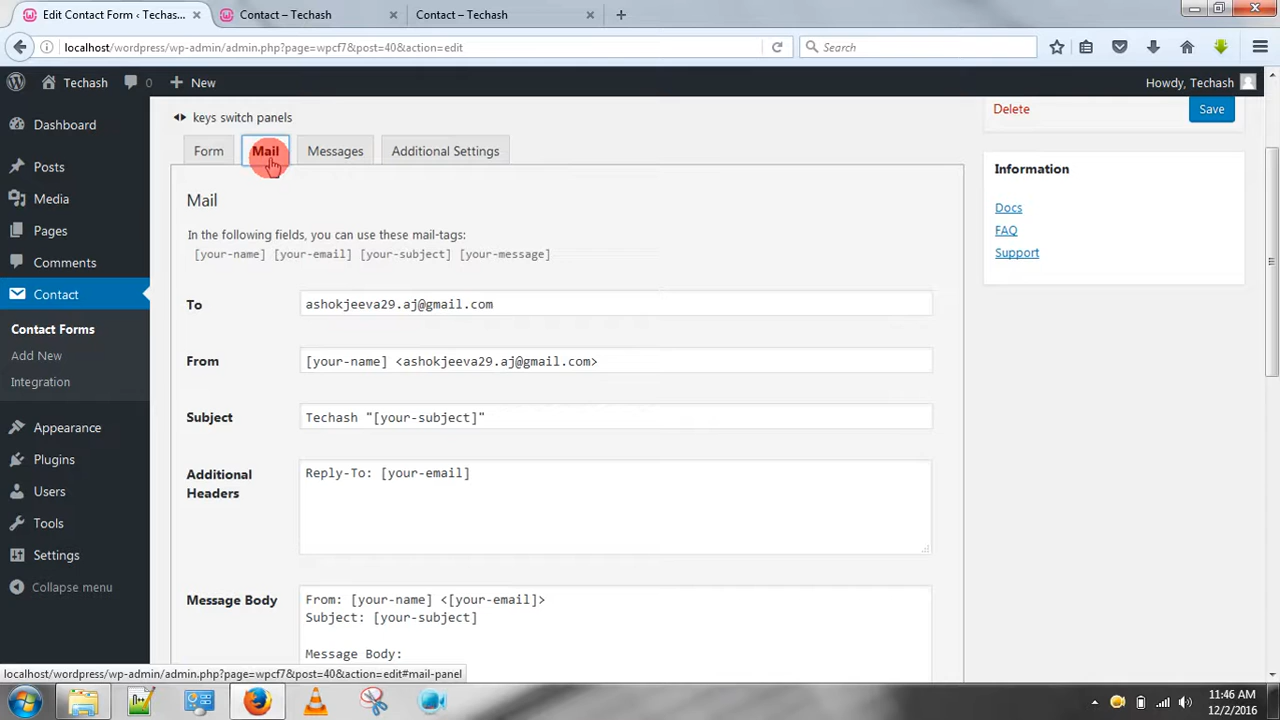 Edit Contact Form ‹ Techas...
Contact – Techash
Contact – Techash
localhost/wordpress/wp-admin/admin.php?page=wpcf7&post=40&action=edit
Search
Techash
0
New
Howdy, Techash
Dashboard
Posts
Media
Pages
Comments
Contact
Contact Forms
Add New
Integration
Appearance
Plugins
Users
Tools
Settings
Collapse menu
keys switch panels
Form
Mail
Messages
Additional Settings
Mail
In the following fields, you can use these mail-tags:
[your-name] [your-email] [your-subject] [your-message]
To
ashokjeeva29.aj@gmail.com
From
[your-name] <ashokjeeva29.aj@gmail.com>
Subject
Techash "[your-subject]"
Additional Headers
Reply-To: [your-email]
Message Body
From: [your-name] <[your-email]>
Subject: [your-subject]
Message Body:
Delete
Save
Information
Docs
FAQ
Support
localhost/wordpress/wp-admin/admin.php?page=wpcf7&post=40&action=edit#mail-panel
11:46 AM
12/2/2016